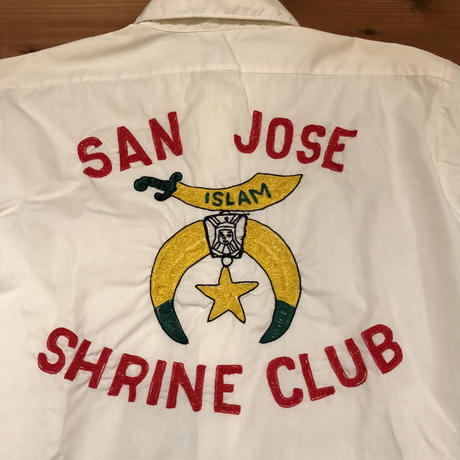 SAN JOSE
ISLAM
SHRINE CLUB